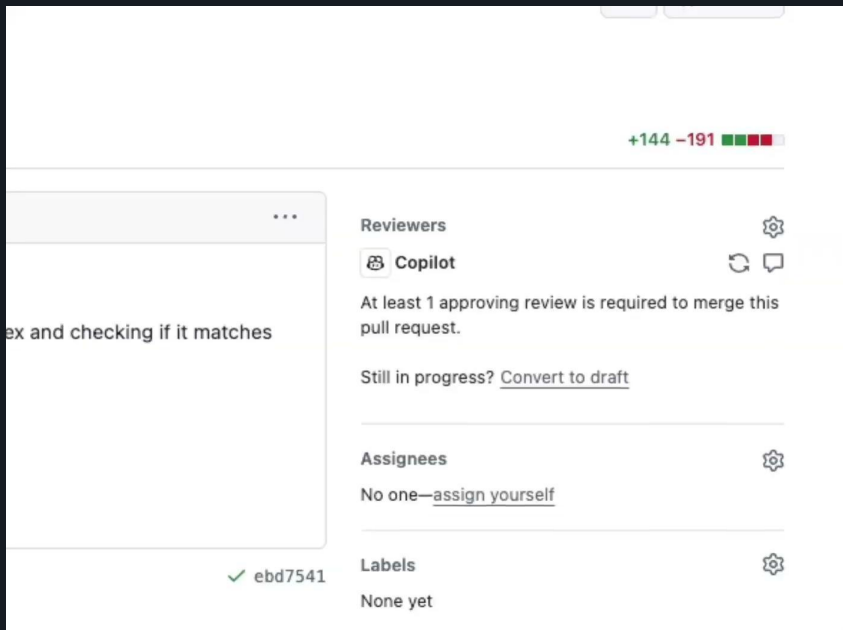 +144 −191
Reviewers
Copilot
At least 1 approving review is required to merge this
pull request.
Still in progress? Convert to draft
Assignees
No one—assign yourself
Labels
None yet
ex and checking if it matches
ebd7541